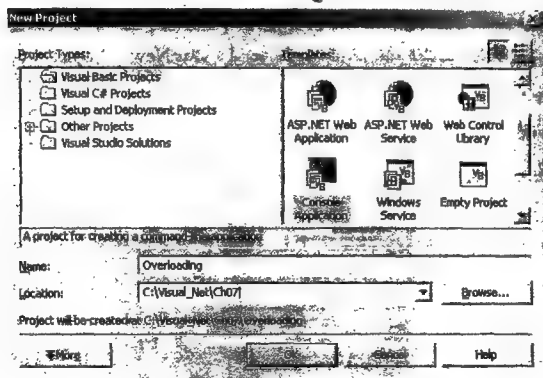 New Project
Project Types:
Templates:
Visual Basic Projects
Visual C# Projects
Setup and Deployment Projects
Other Projects
Visual Studio Solutions
ASP.NET Web Application
ASP.NET Web Service
Web Control Library
Console Application
Windows Service
Empty Project
A project for creating a command-line application
Name:
Overloading
Location:
C:\Visual_Net\Ch07
Browse...
Project will be created at C:\Visual_Net\Ch07\Overloading.
More
OK
Cancel
Help